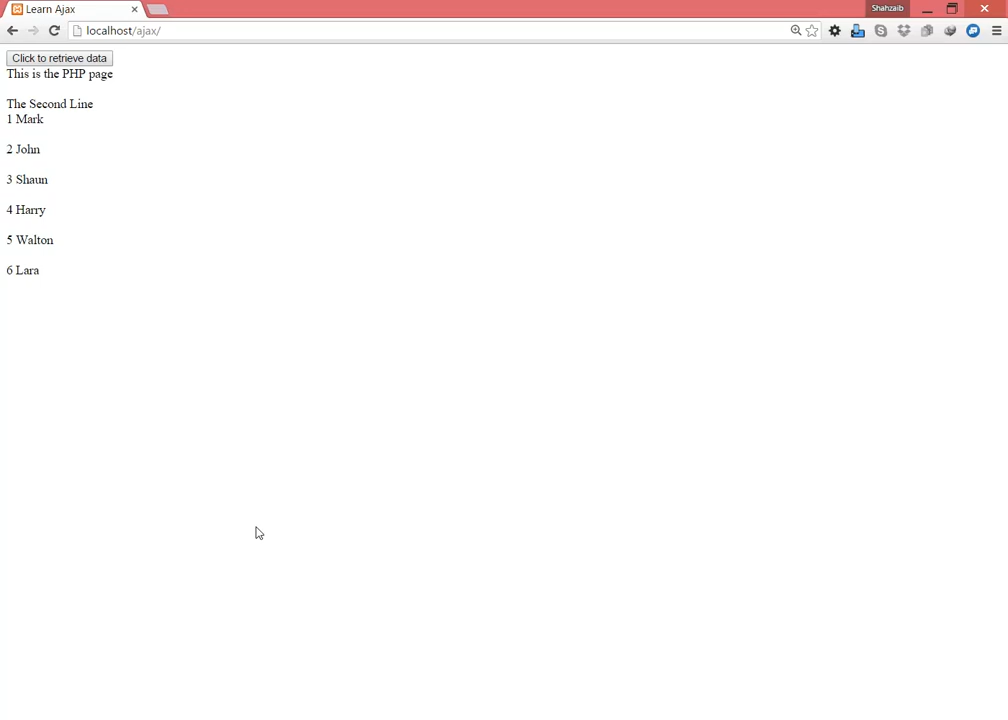 Learn Ajax
Shahzaib
localhost/ajax/
Click to retrieve data
This is the PHP page
The Second Line
1 Mark
2 John
3 Shaun
4 Harry
5 Walton
6 Lara